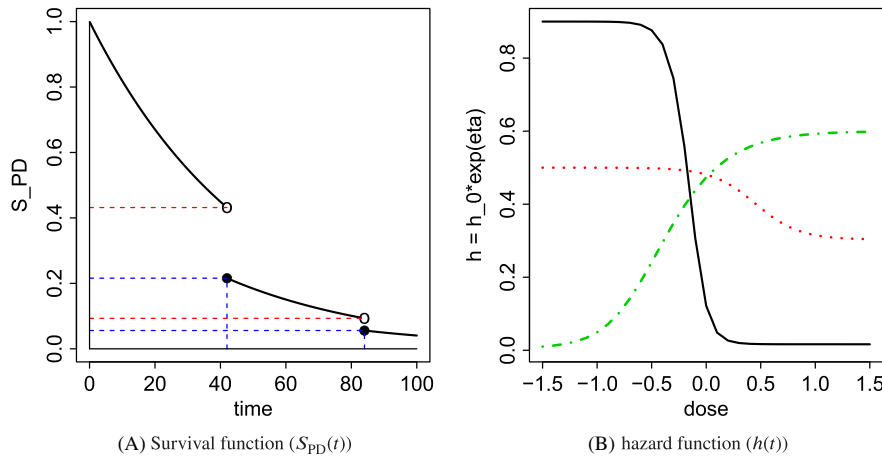 S_PD
0.0 0.2 0.4 0.6 0.8 1.0
0 20 40 60 80 100
time
(A) Survival function (S_PD(t))
h = h_0*exp(eta)
0.0 0.2 0.4 0.6 0.8
−1.5 −1.0 −0.5 0.0 0.5 1.0 1.5
dose
(B) hazard function (h(t))